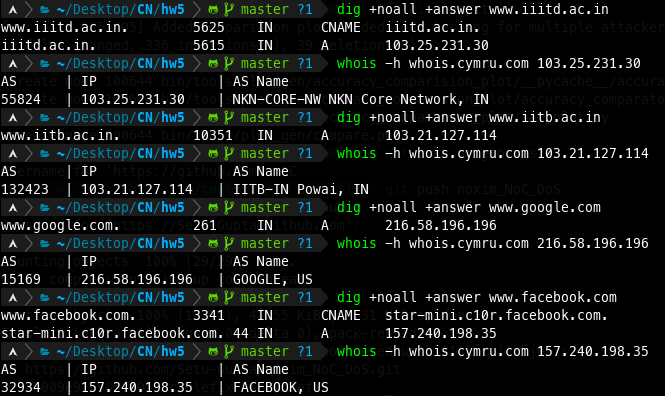 ~/Desktop/CN/hw5 master ?1 dig +noall +answer www.iiitd.ac.in
www.iiitd.ac.in. 5625 IN CNAME iiitd.ac.in.
iiitd.ac.in. 5615 IN A 103.25.231.30
~/Desktop/CN/hw5 master ?1 whois -h whois.cymru.com 103.25.231.30
AS | IP | AS Name
55824 | 103.25.231.30 | NKN-CORE-NW NKN Core Network, IN
~/Desktop/CN/hw5 master ?1 dig +noall +answer www.iitb.ac.in
www.iitb.ac.in. 10351 IN A 103.21.127.114
~/Desktop/CN/hw5 master ?1 whois -h whois.cymru.com 103.21.127.114
AS | IP | AS Name
132423 | 103.21.127.114 | IITB-IN Powai, IN
~/Desktop/CN/hw5 master ?1 dig +noall +answer www.google.com
www.google.com. 261 IN A 216.58.196.196
~/Desktop/CN/hw5 master ?1 whois -h whois.cymru.com 216.58.196.196
AS | IP | AS Name
15169 | 216.58.196.196 | GOOGLE, US
~/Desktop/CN/hw5 master ?1 dig +noall +answer www.facebook.com
www.facebook.com. 3341 IN CNAME star-mini.c10r.facebook.com.
star-mini.c10r.facebook.com. 44 IN A 157.240.198.35
~/Desktop/CN/hw5 master ?1 whois -h whois.cymru.com 157.240.198.35
AS | IP | AS Name
32934 | 157.240.198.35 | FACEBOOK, US